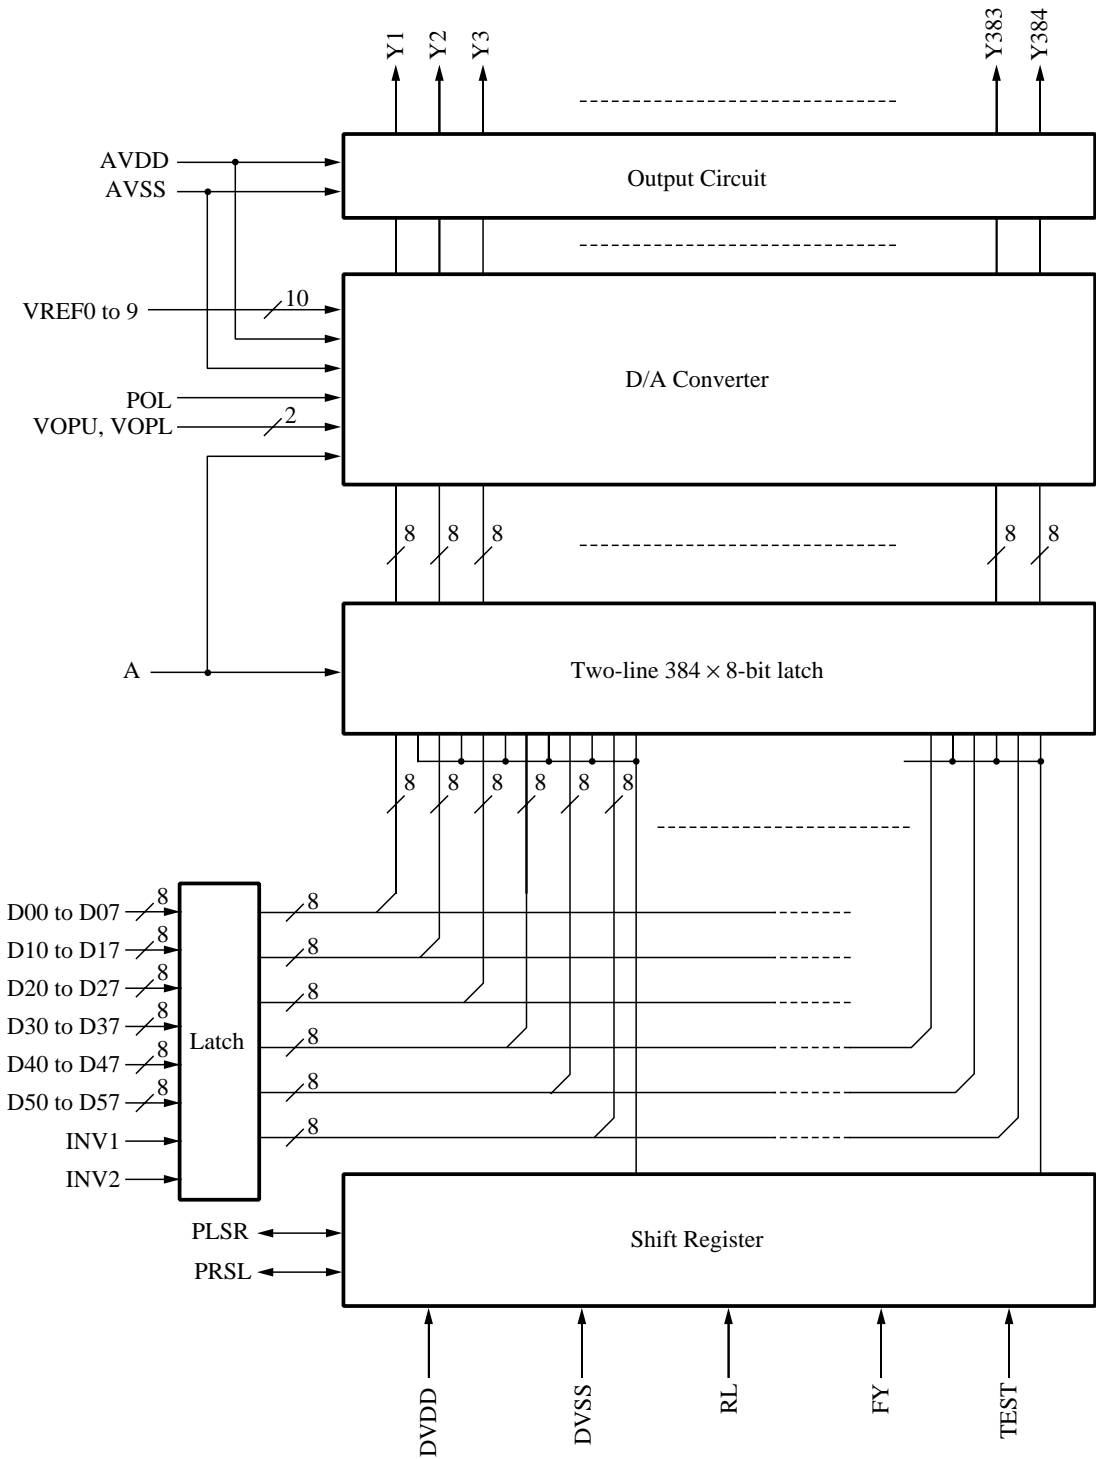 Y1 Y2 Y3 Y383 Y384
AVDD
AVSS
Output Circuit
VREF0 to 9
10
D/A Converter
POL
VOPU, VOPL
2
8 8 8 8 8
A
Two-line 384 × 8-bit latch
8 8 8 8 8 8
D00 to D07
8
8
D10 to D17
8
8
D20 to D27
8
8
D30 to D37
8
Latch
8
D40 to D47
8
8
D50 to D57
8
8
INV1
INV2
PLSR
PRSL
Shift Register
DVDD DVSS RL FY TEST